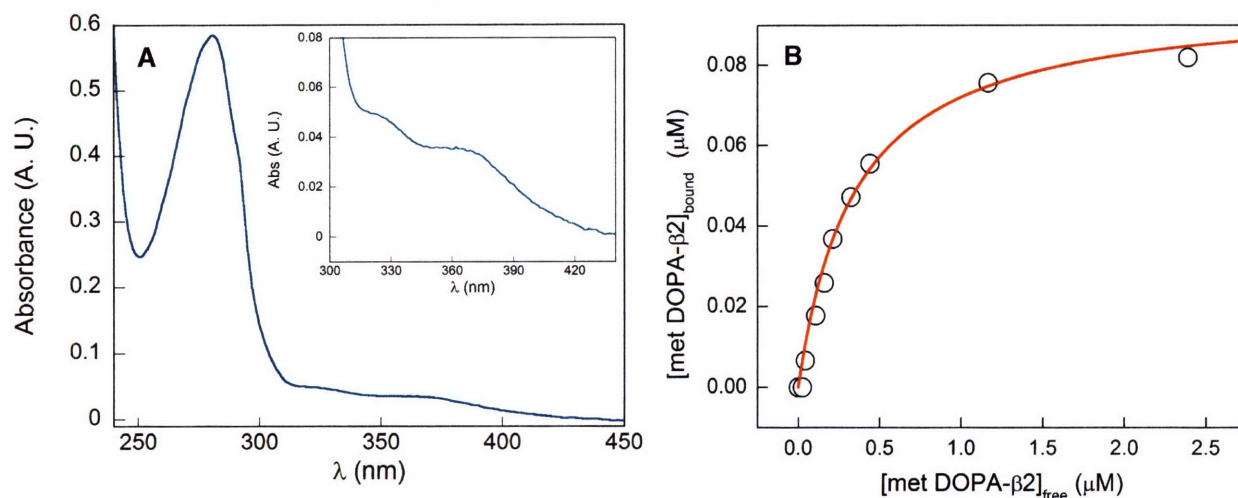 A
Absorbance (A. U.)
0.6
0.5
0.4
0.3
0.2
0.1
0
250 300 350 400 450
λ (nm)
Abs (A. U.)
0.08
0.06
0.04
0.02
0
300 330 360 390 420
λ (nm)
B
[met DOPA-β2]bound (μM)
0.08
0.06
0.04
0.02
0.00
0.0 0.5 1.0 1.5 2.0 2.5
[met DOPA-β2]free (μM)